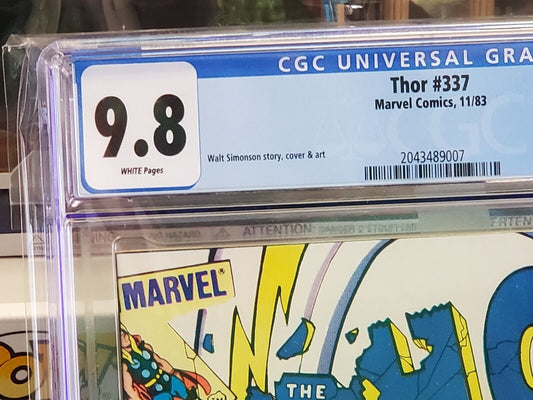 CGC UNIVERSAL GRA
9.8
WHITE Pages
Thor #337
Marvel Comics, 11/83
Walt Simonson story, cover & art
2043489007
ATTENTION:
MARVEL
THE